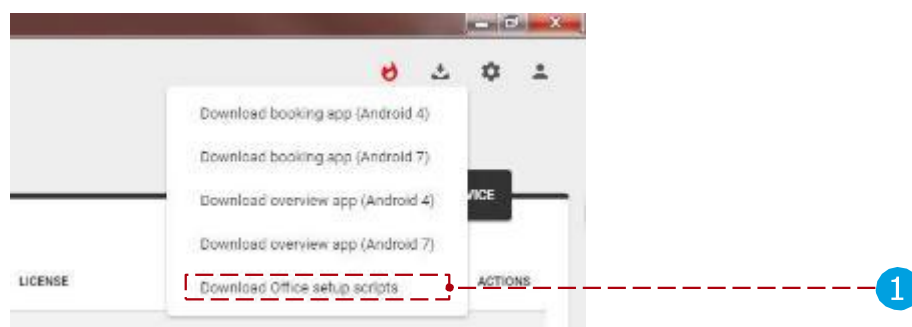 Download booking app (Android 4)
Download booking app (Android 7)
Download overview app (Android 4)
VICE
Download overview app (Android 7)
LICENSE
Download Office setup scripts
ACTIONS
1